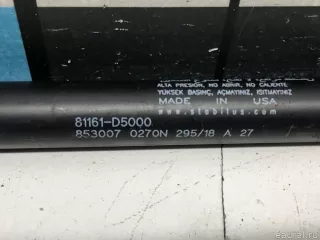 ALTA PRESION, NO ABRIR, NO CALIENTE
YÜKSEK BASINÇ, AÇMAYINIZ, ISITMAYINIZ
MADE IN USA
www.stabilus.com
81161-D5000
853007 0270N 295/18 A 27